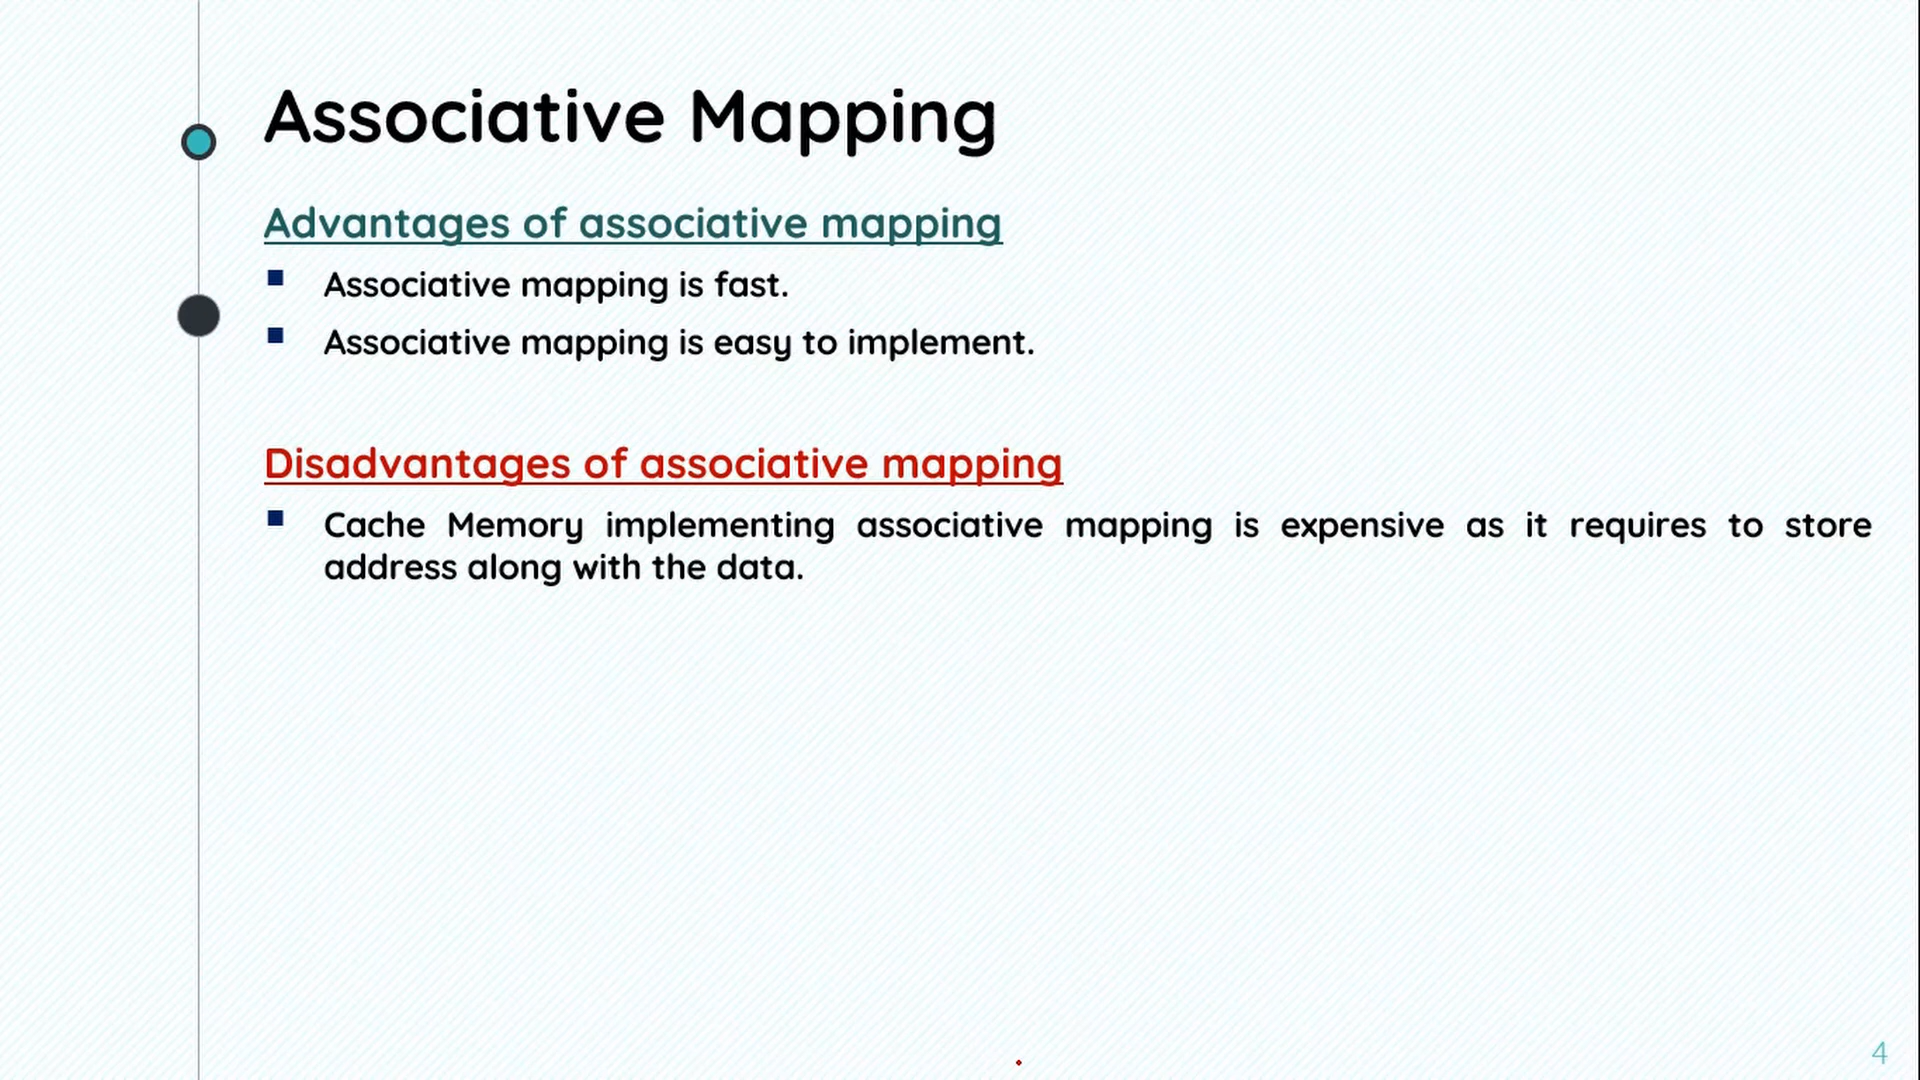 Associative Mapping
Advantages of associative mapping
Associative mapping is fast.
Associative mapping is easy to implement.
Disadvantages of associative mapping
Cache Memory implementing associative mapping is expensive as it requires to store
address along with the data.
4